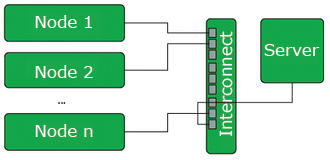 Node 1
Node 2
...
Node n
Interconnect
Server